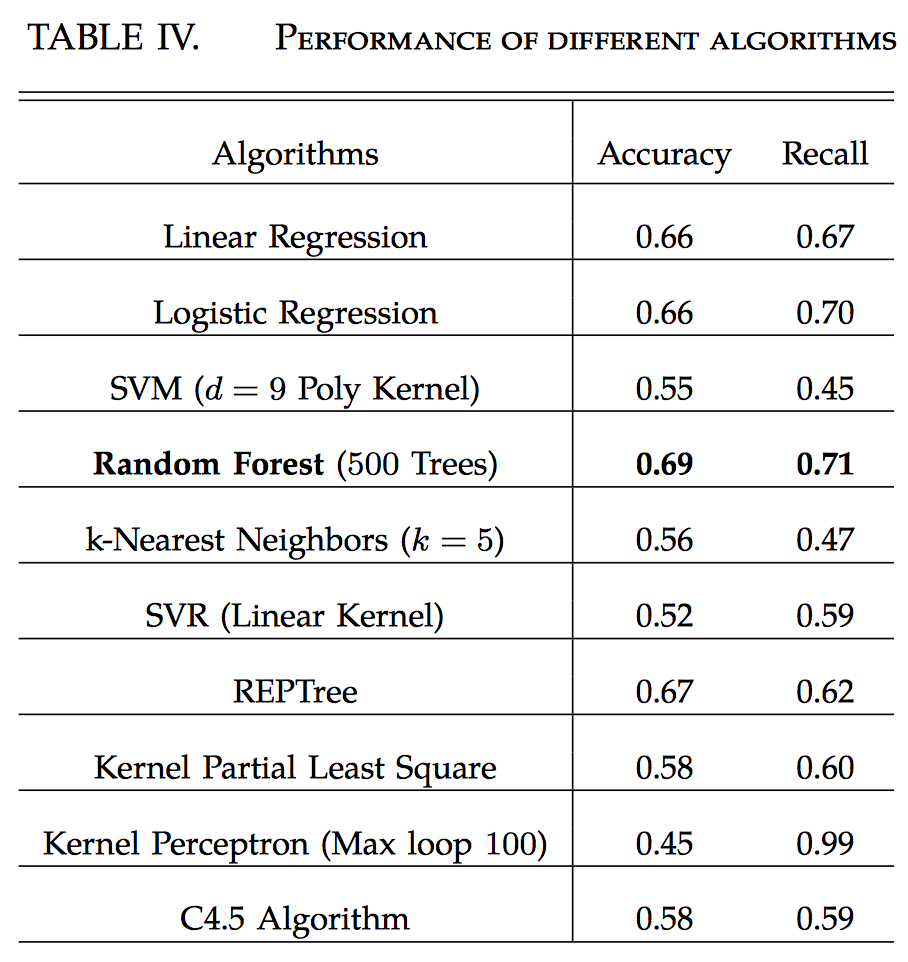 TABLE IV. PERFORMANCE OF DIFFERENT ALGORITHMS
Algorithms Accuracy Recall
Linear Regression 0.66 0.67
Logistic Regression 0.66 0.70
SVM (d = 9 Poly Kernel) 0.55 0.45
Random Forest (500 Trees) 0.69 0.71
k-Nearest Neighbors (k = 5) 0.56 0.47
SVR (Linear Kernel) 0.52 0.59
REPTree 0.67 0.62
Kernel Partial Least Square 0.58 0.60
Kernel Perceptron (Max loop 100) 0.45 0.99
C4.5 Algorithm 0.58 0.59